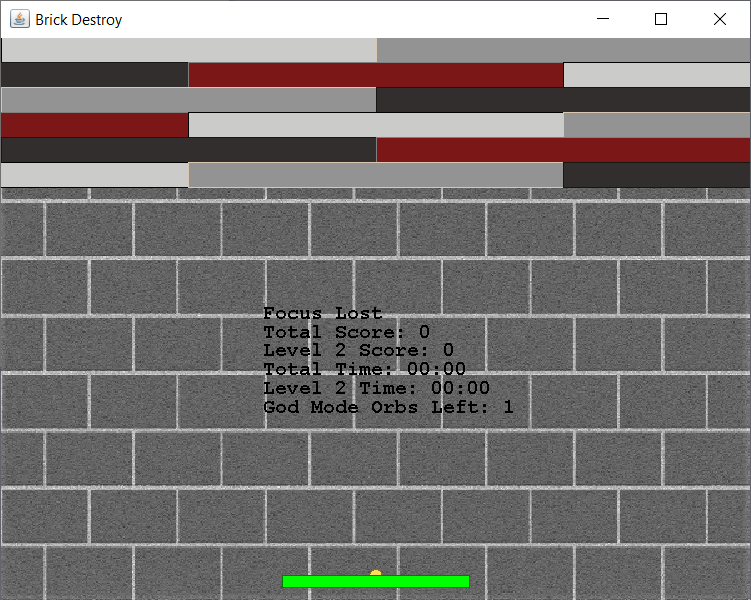 Brick Destroy
Focus Lost
Total Score: 0
Level 2 Score: 0
Total Time: 00:00
Level 2 Time: 00:00
God Mode Orbs Left: 1